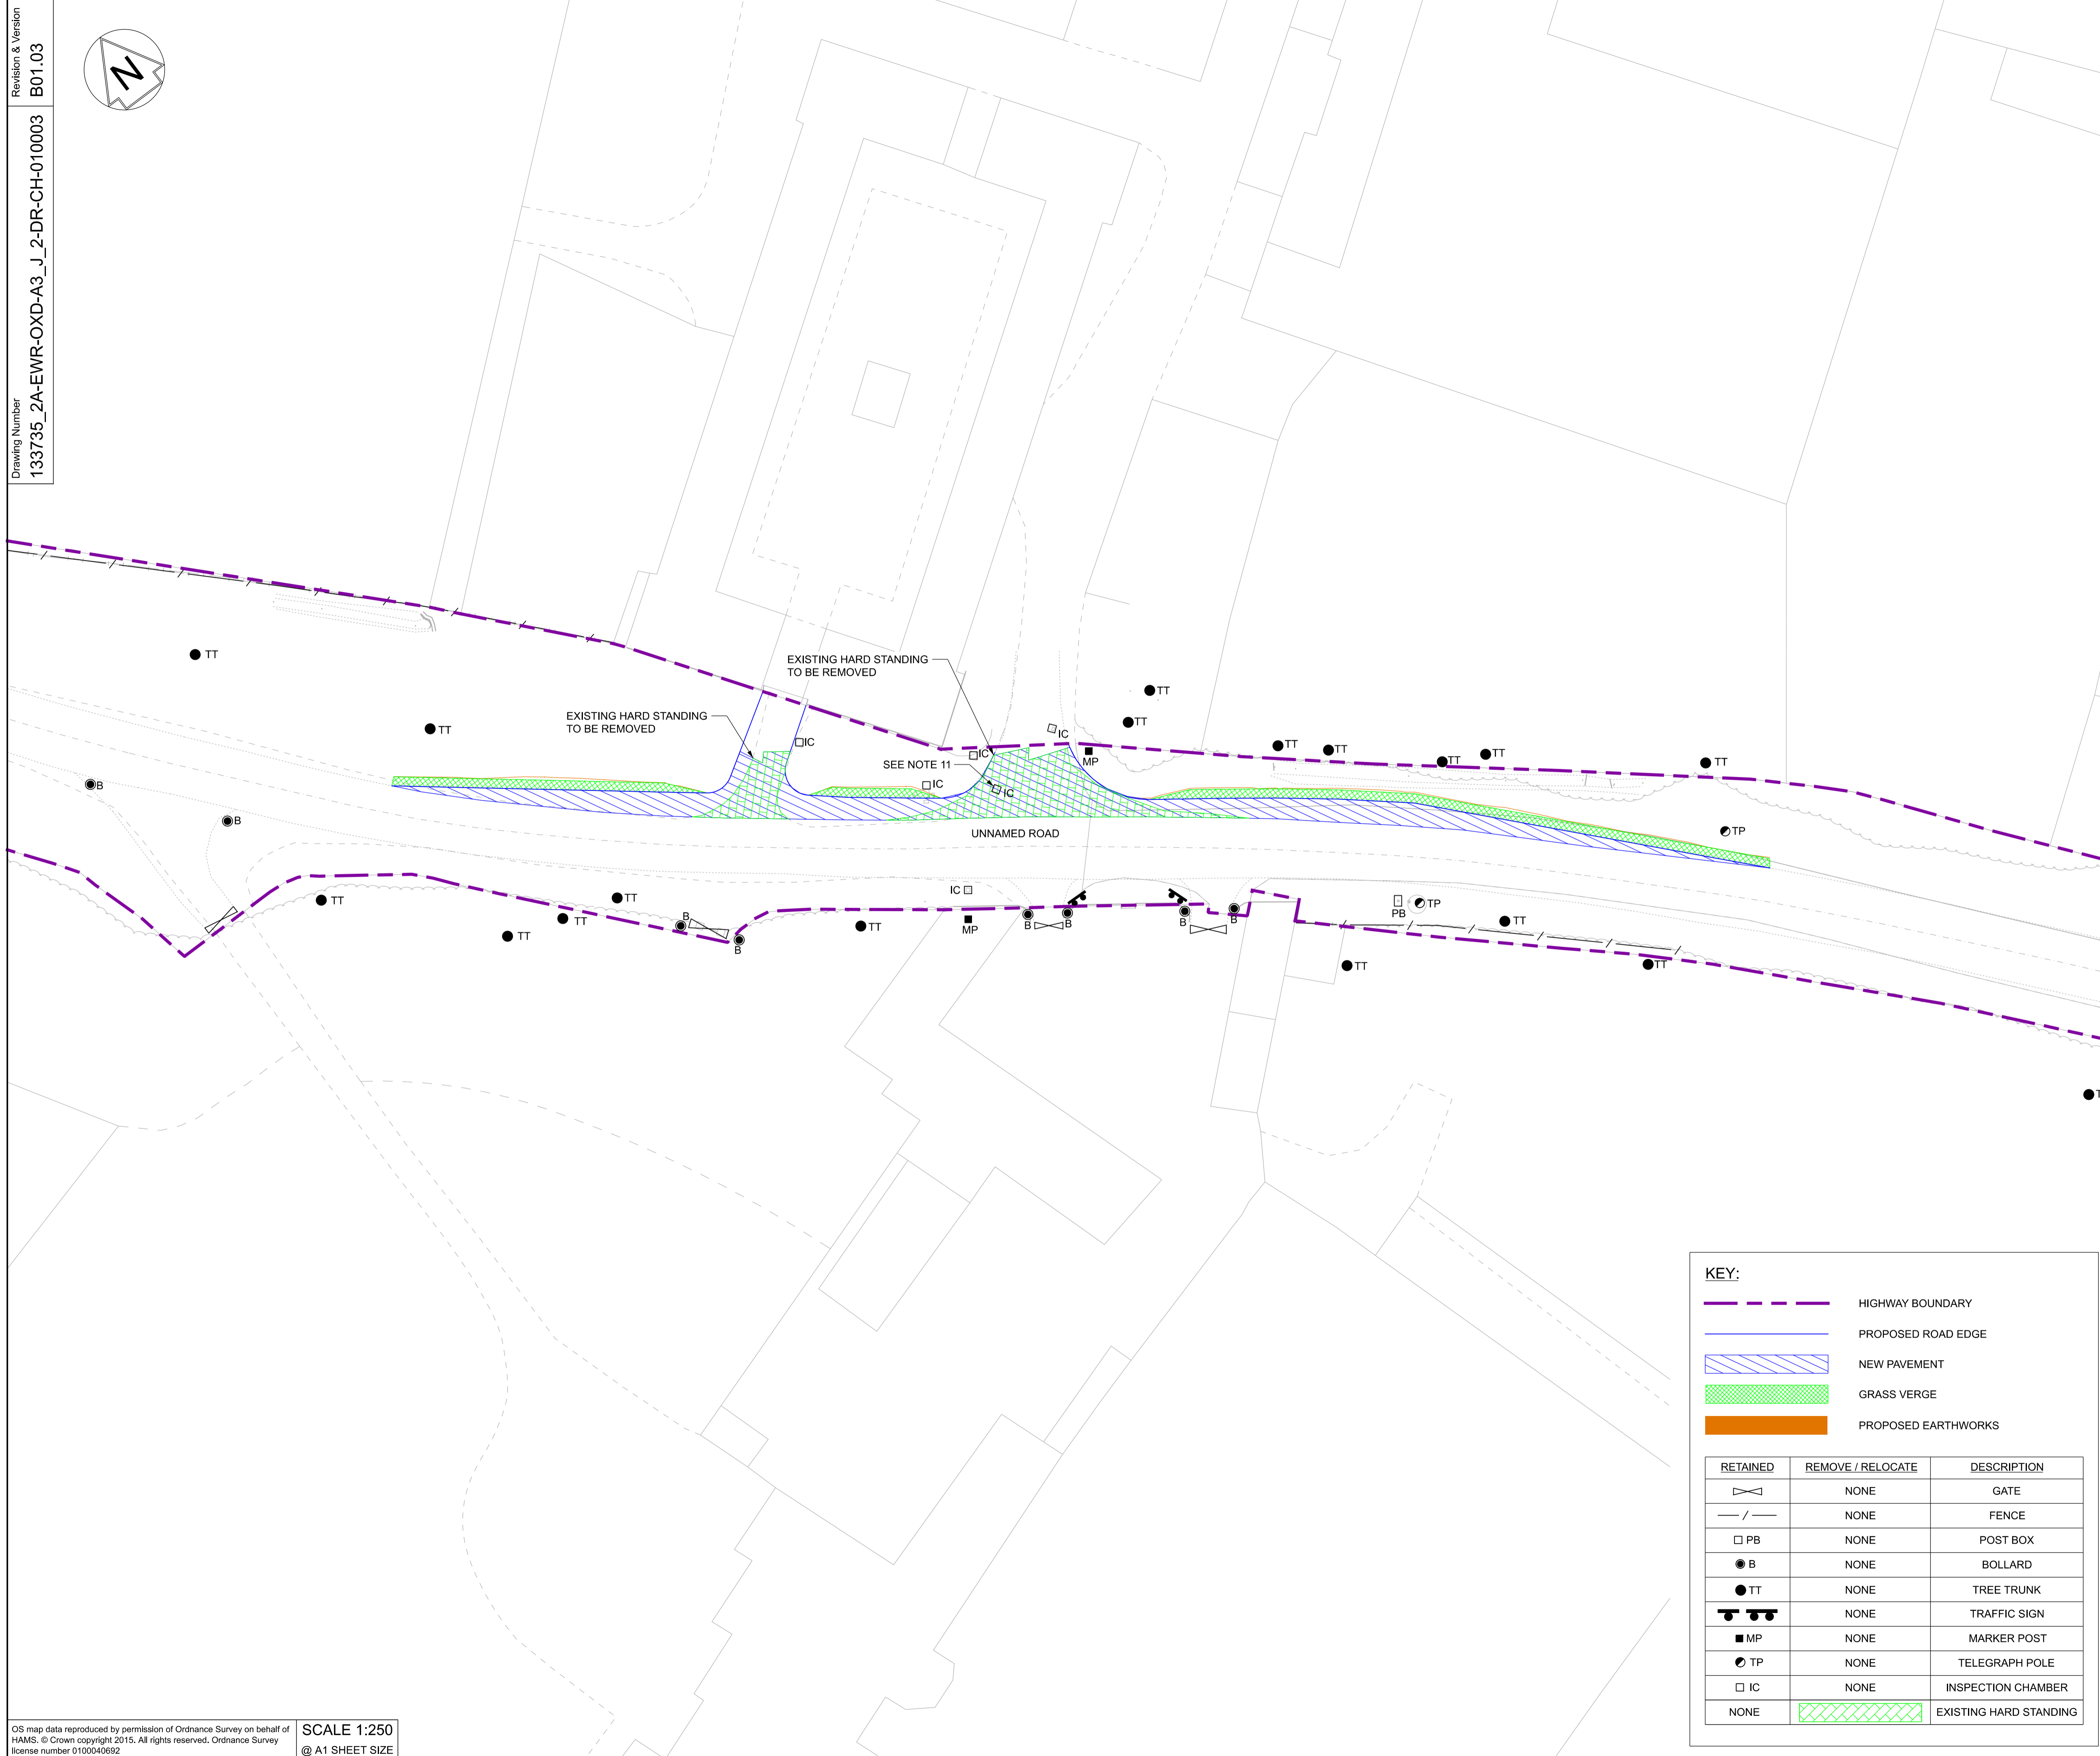 Revision & Version
B01.03
Drawing Number
133735_2A-EWR-OXD-A3_J_2-DR-CH-010003
N
TT
EXISTING HARD STANDING
TO BE REMOVED
EXISTING HARD STANDING
TO BE REMOVED
TT
TT
TT
IC
IC
IC
MP
SEE NOTE 11
IC
IC
TT
TT
TT
TT
TT
B
B
UNNAMED ROAD
TP
TT
TT
TT
TT
B
B
TT
IC
MP
B
B
B
B
PB
TP
TT
TT
TT
KEY:
HIGHWAY BOUNDARY
PROPOSED ROAD EDGE
NEW PAVEMENT
GRASS VERGE
PROPOSED EARTHWORKS
RETAINED REMOVE / RELOCATE DESCRIPTION
NONE GATE
NONE FENCE
PB NONE POST BOX
B NONE BOLLARD
TT NONE TREE TRUNK
NONE TRAFFIC SIGN
MP NONE MARKER POST
TP NONE TELEGRAPH POLE
IC NONE INSPECTION CHAMBER
NONE EXISTING HARD STANDING
OS map data reproduced by permission of Ordnance Survey on behalf of
HAMS. © Crown copyright 2015. All rights reserved. Ordnance Survey
license number 0100040692
SCALE 1:250
@ A1 SHEET SIZE